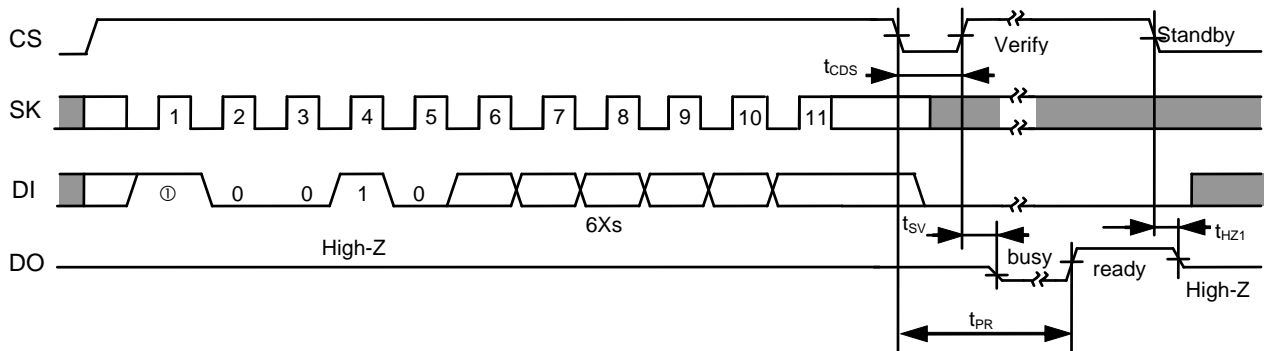 CS
Verify
Standby
tCDS
SK
1 2 3 4 5 6 7 8 9 10 11
DI
① 0 0 1 0
6Xs
tSV
tHZ1
High-Z
DO
busy
ready
High-Z
tPR